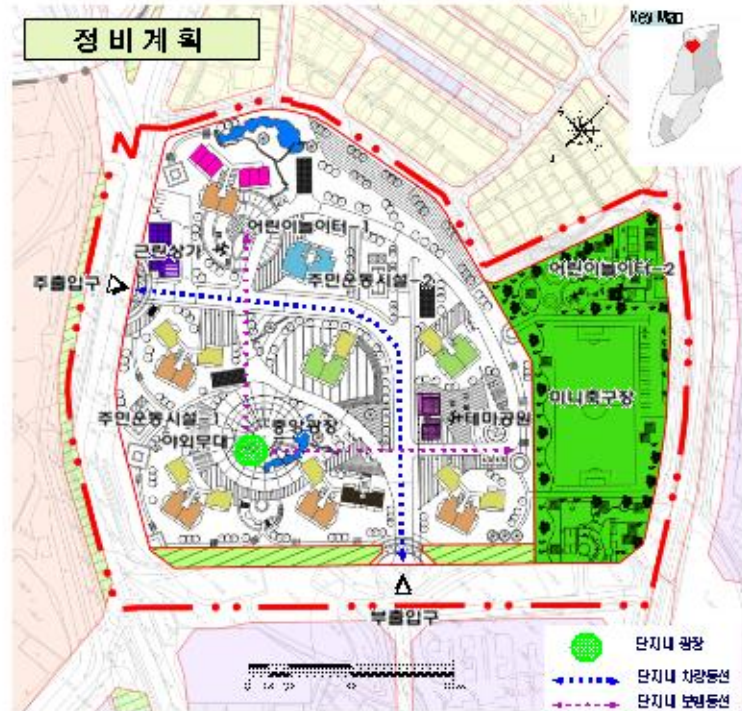 정비계획
Key Map
어린이놀이터-1
근린상가
주출입구
주민운동시설-2
어린이놀이터-2
미니축구장
주민운동시설-1
중앙광장
야외무대
테마공원
부출입구
단지내 광장
단지내 차량동선
단지내 보행동선